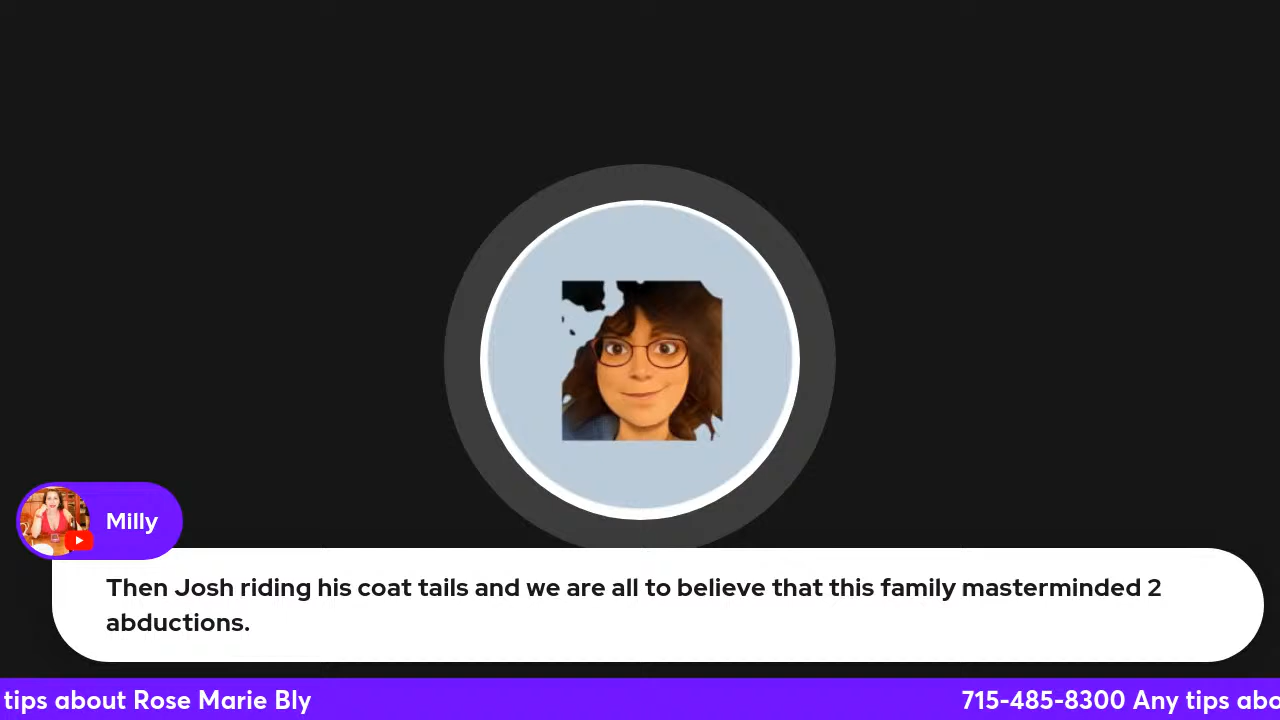 Milly
Then Josh riding his coat tails and we are all to believe that this family masterminded 2
abductions.
tips about Rose Marie Bly 715-485-8300 Any tips abo